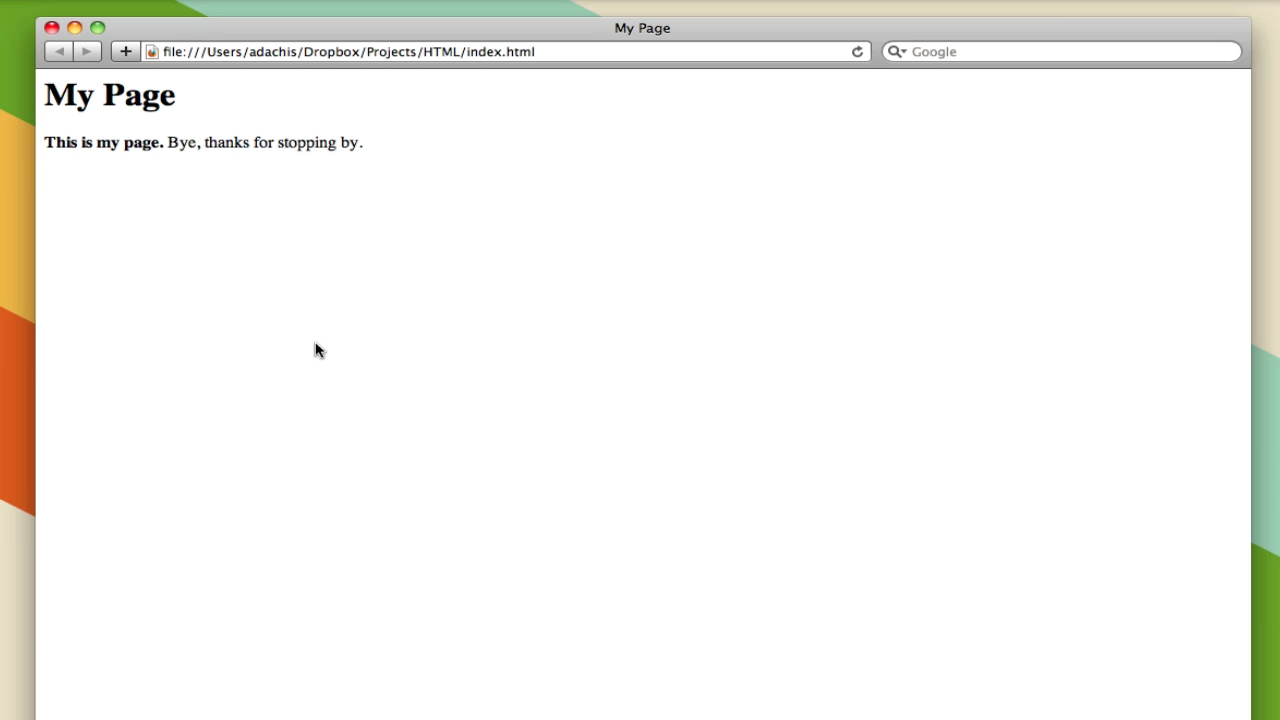 My Page
file:///Users/adachis/Dropbox/Projects/HTML/index.html
Google
My Page
This is my page. Bye, thanks for stopping by.